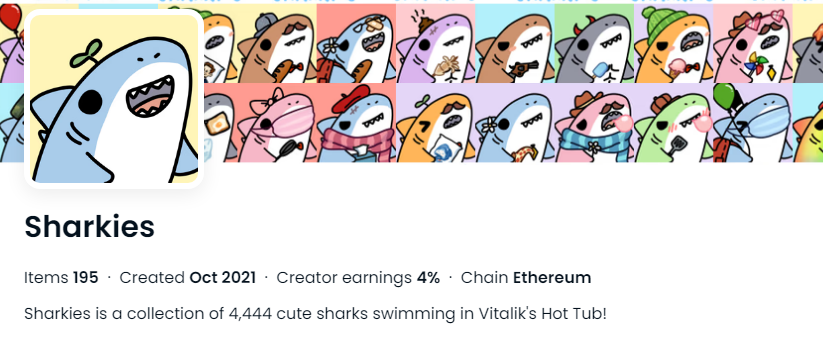 Sharkies
Items 195 · Created Oct 2021 · Creator earnings 4% · Chain Ethereum
Sharkies is a collection of 4,444 cute sharks swimming in Vitalik's Hot Tub!